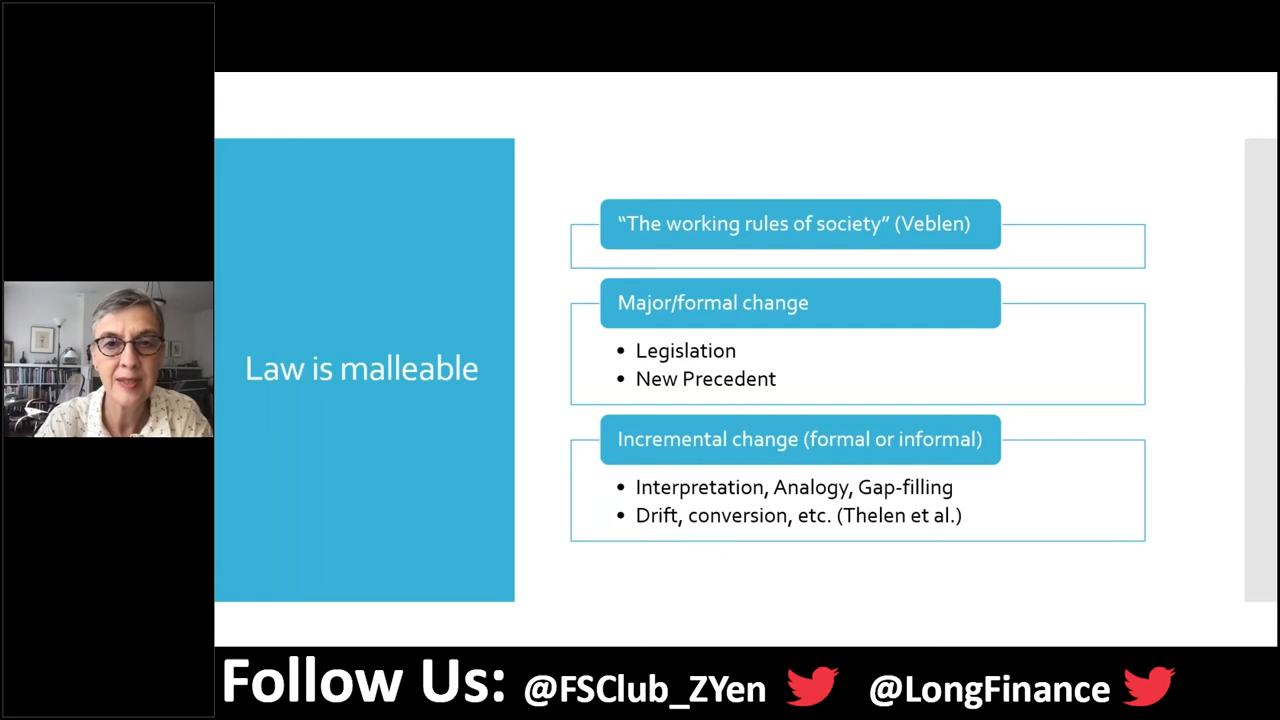 Law is malleable
“The working rules of society” (Veblen)
Major/formal change
• Legislation
• New Precedent
Incremental change (formal or informal)
• Interpretation, Analogy, Gap-filling
• Drift, conversion, etc. (Thelen et al.)
Follow Us: @FSClub_ZYen @LongFinance